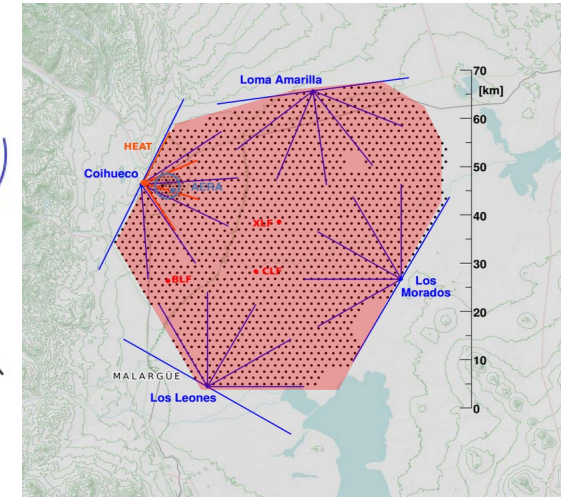 Loma Amarilla
70
[km]
60
HEAT
50
Coihueco
AERA
40
XLF
30
CLF
BLF
Los
Morados
20
10
MALARGÜE
Los Leones
0